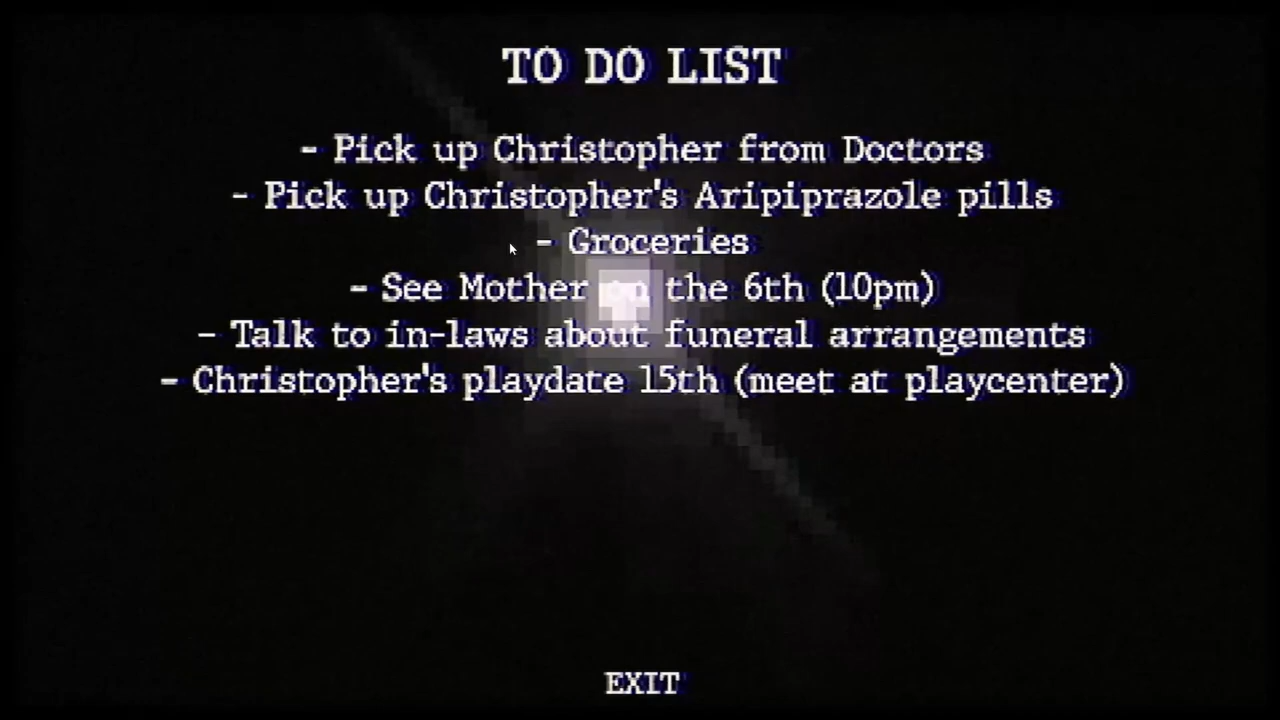 TO DO LIST
- Pick up Christopher from Doctors
- Pick up Christopher's Aripiprazole pills
- Groceries
- See Mother on the 6th (10pm)
- Talk to in-laws about funeral arrangements
- Christopher's playdate 15th (meet at playcenter)
EXIT